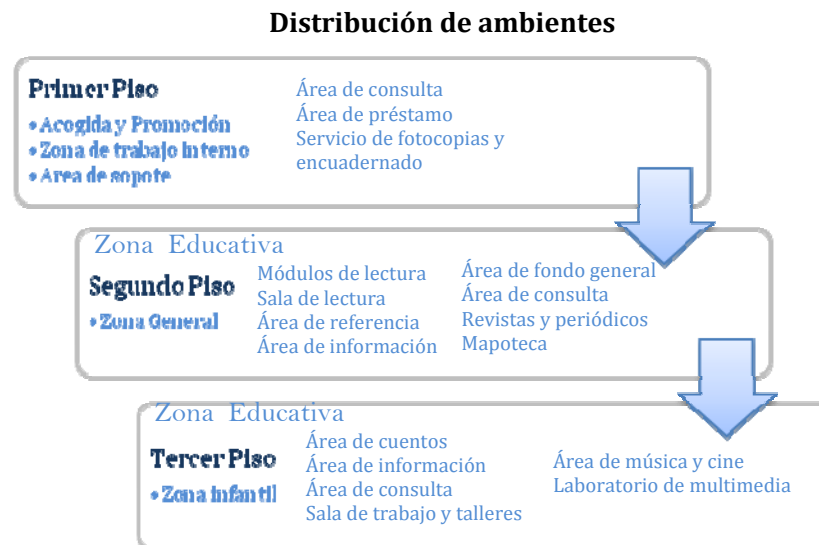 Distribución de ambientes
Primer Piso
• Acogida y Promoción
• Zona de trabajo interno
• Area de sopote
Área de consulta
Área de préstamo
Servicio de fotocopias y
encuadernado
Zona Educativa
Segundo Piso
• Zona General
Módulos de lectura
Sala de lectura
Área de referencia
Área de información
Área de fondo general
Área de consulta
Revistas y periódicos
Mapoteca
Zona Educativa
Tercer Piso
• Zona Infantil
Área de cuentos
Área de información
Área de consulta
Sala de trabajo y talleres
Área de música y cine
Laboratorio de multimedia